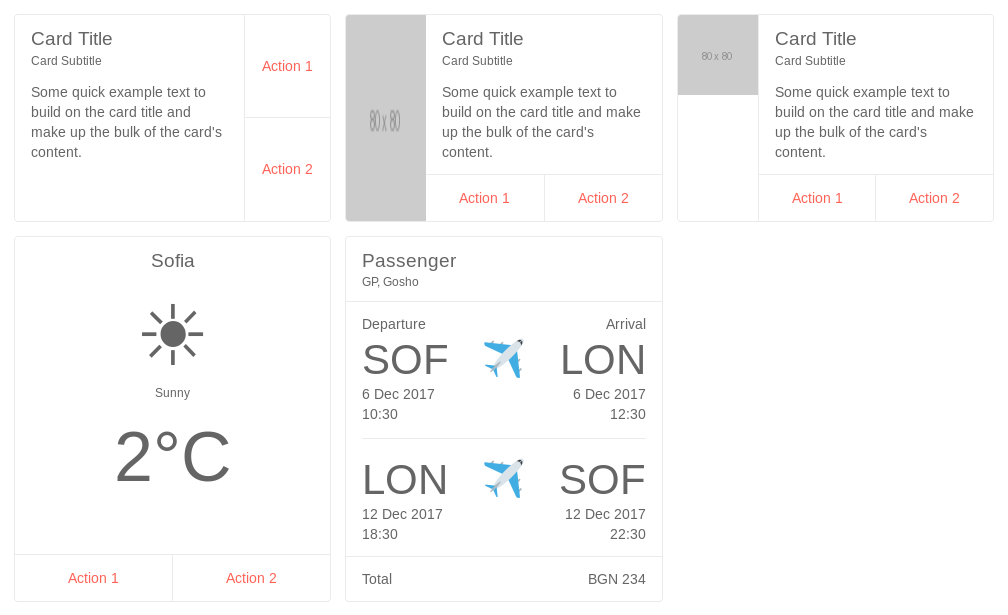 Card Title
Card Subtitle
Some quick example text to
build on the card title and
make up the bulk of the card's
content.
Action 1
Action 2
80 x 80
Card Title
Card Subtitle
Some quick example text to
build on the card title and make
up the bulk of the card's
content.
Action 1
Action 2
80 x 80
Card Title
Card Subtitle
Some quick example text to
build on the card title and make
up the bulk of the card's
content.
Action 1
Action 2
Sofia
Sunny
2°C
Action 1
Action 2
Passenger
GP, Gosho
Departure Arrival
SOF LON
6 Dec 2017 6 Dec 2017
10:30 12:30
LON SOF
12 Dec 2017 12 Dec 2017
18:30 22:30
Total BGN 234